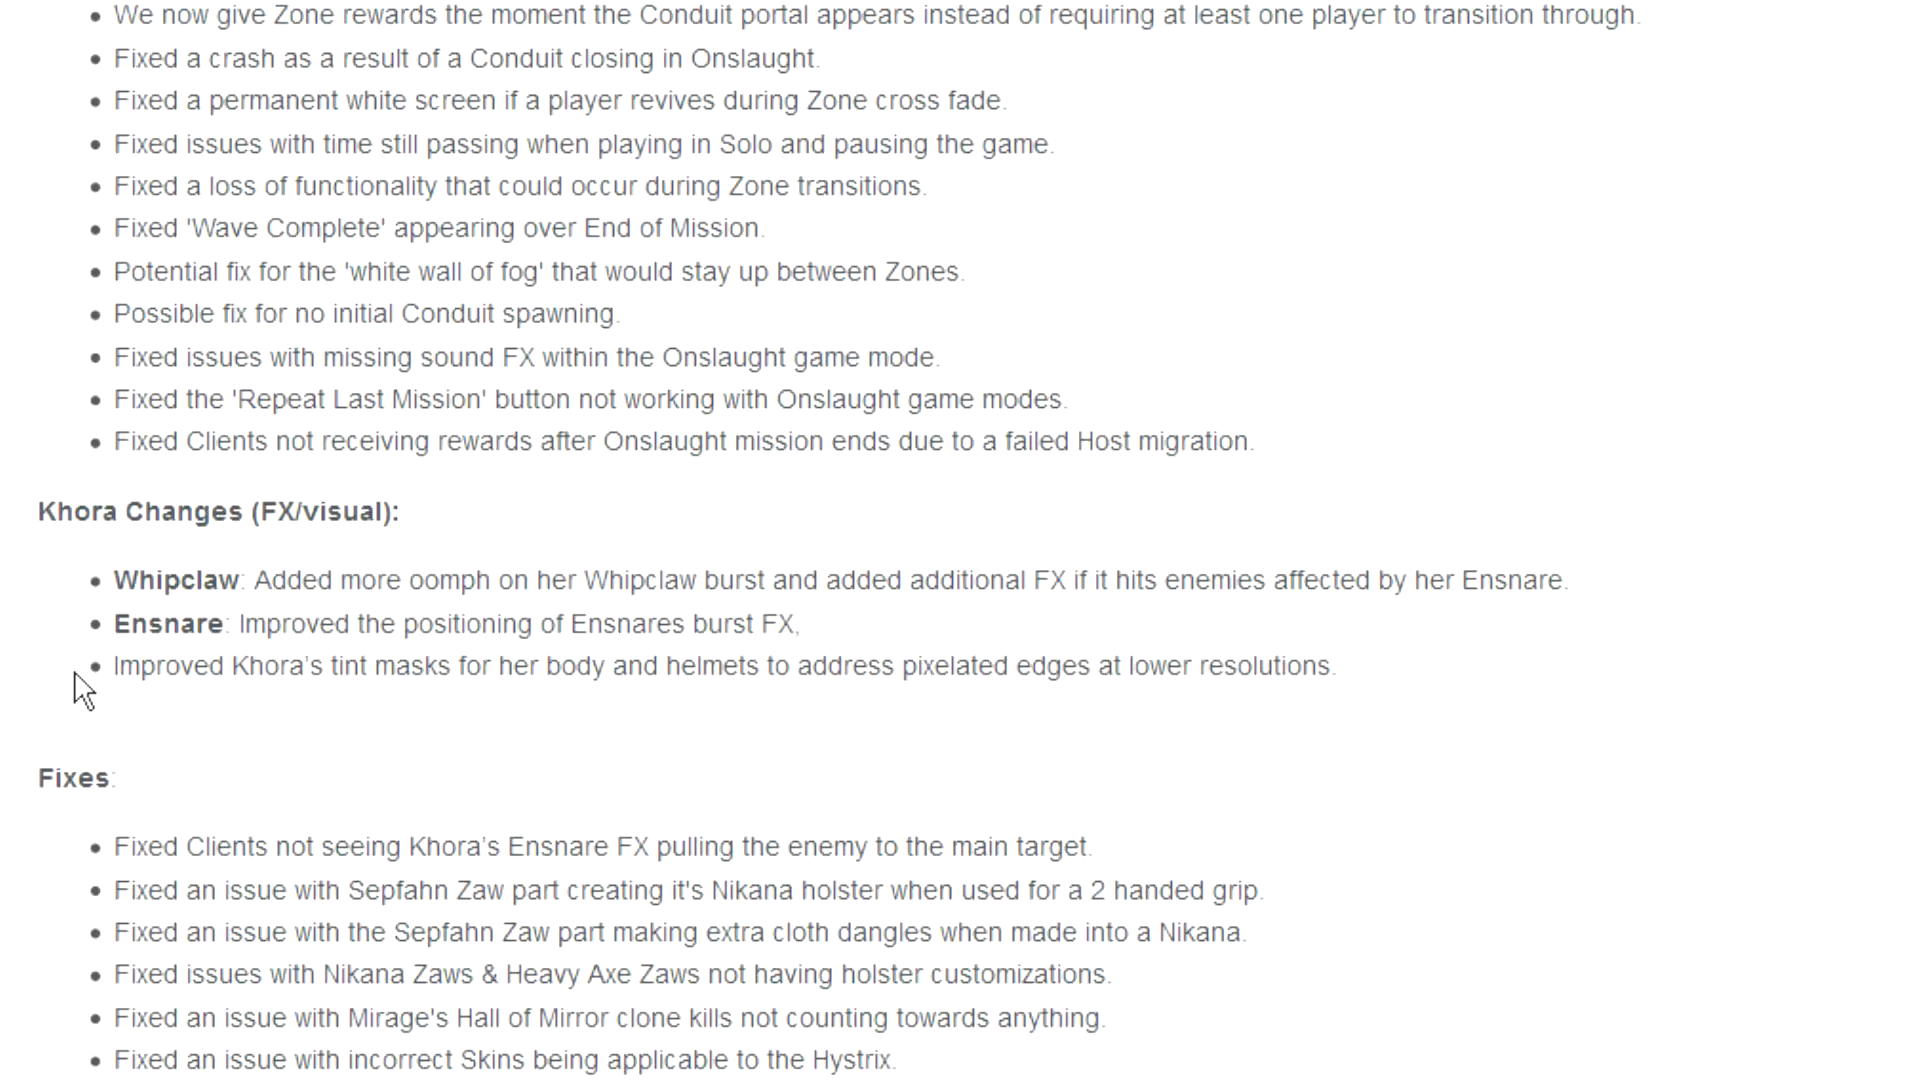 We now give Zone rewards the moment the Conduit portal appears instead of requiring at least one player to transition through.
Fixed a crash as a result of a Conduit closing in Onslaught.
Fixed a permanent white screen if a player revives during Zone cross fade.
Fixed issues with time still passing when playing in Solo and pausing the game.
Fixed a loss of functionality that could occur during Zone transitions.
Fixed 'Wave Complete' appearing over End of Mission.
Potential fix for the 'white wall of fog' that would stay up between Zones.
Possible fix for no initial Conduit spawning.
Fixed issues with missing sound FX within the Onslaught game mode.
Fixed the 'Repeat Last Mission' button not working with Onslaught game modes.
Fixed Clients not receiving rewards after Onslaught mission ends due to a failed Host migration.
Khora Changes (FX/visual):
Whipclaw: Added more oomph on her Whipclaw burst and added additional FX if it hits enemies affected by her Ensnare.
Ensnare: Improved the positioning of Ensnares burst FX,
Improved Khora's tint masks for her body and helmets to address pixelated edges at lower resolutions.
Fixes:
Fixed Clients not seeing Khora's Ensnare FX pulling the enemy to the main target.
Fixed an issue with Sepfahn Zaw part creating it's Nikana holster when used for a 2 handed grip.
Fixed an issue with the Sepfahn Zaw part making extra cloth dangles when made into a Nikana.
Fixed issues with Nikana Zaws & Heavy Axe Zaws not having holster customizations.
Fixed an issue with Mirage's Hall of Mirror clone kills not counting towards anything.
Fixed an issue with incorrect Skins being applicable to the Hystrix.